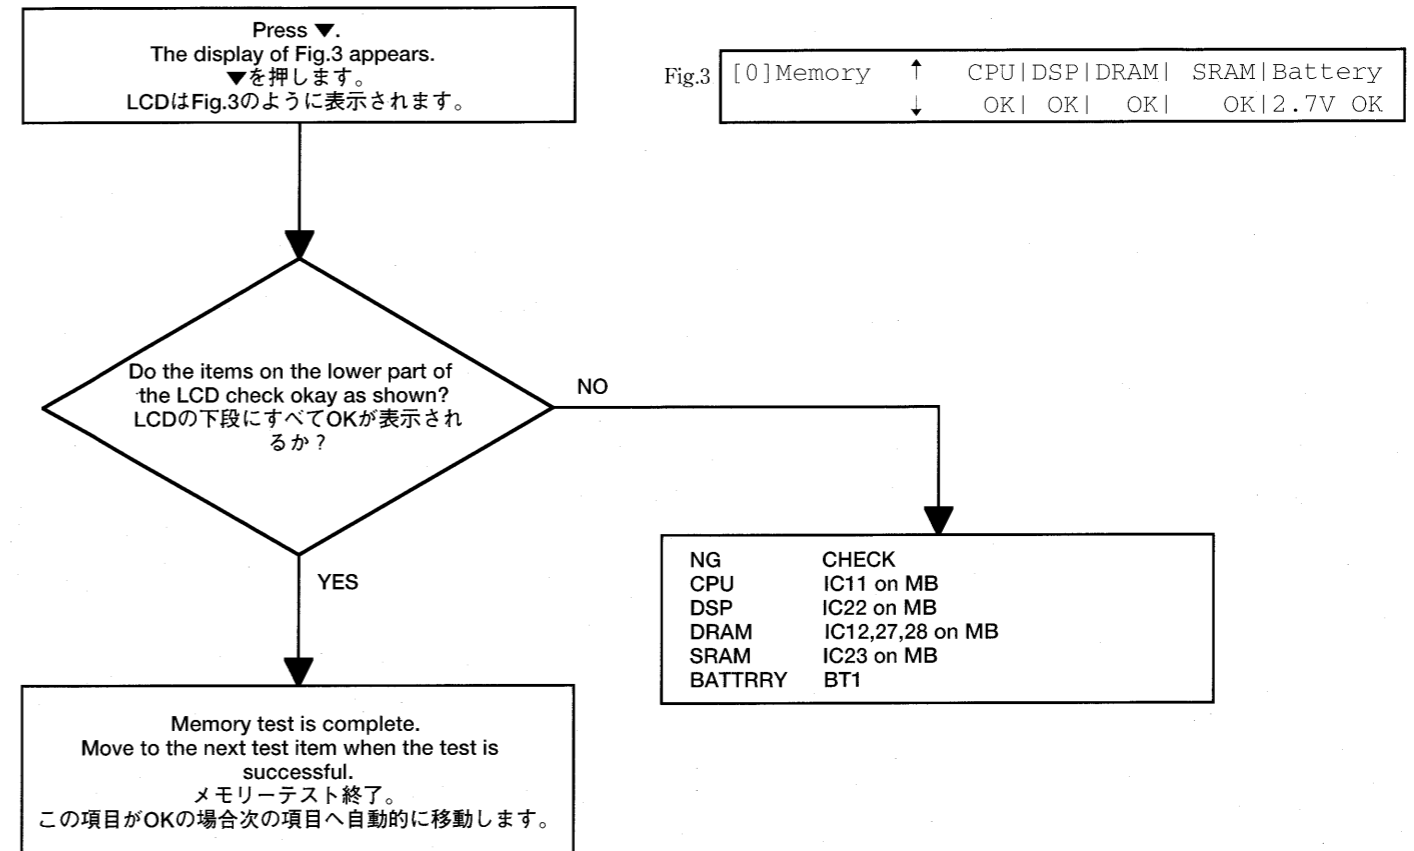 Press ▼.
The display of Fig.3 appears.
▼を押します。
LCDはFig.3のように表示されます。
Fig.3
[0]Memory ↑ CPU|DSP|DRAM| SRAM|Battery
↓ OK| OK| OK| OK|2.7V OK
Do the items on the lower part of
the LCD check okay as shown?
LCDの下段にすべてOKが表示され
るか？
NO
YES
NG CHECK
CPU IC11 on MB
DSP IC22 on MB
DRAM IC12,27,28 on MB
SRAM IC23 on MB
BATTRRY BT1
Memory test is complete.
Move to the next test item when the test is
successful.
メモリーテスト終了。
この項目がOKの場合次の項目へ自動的に移動します。